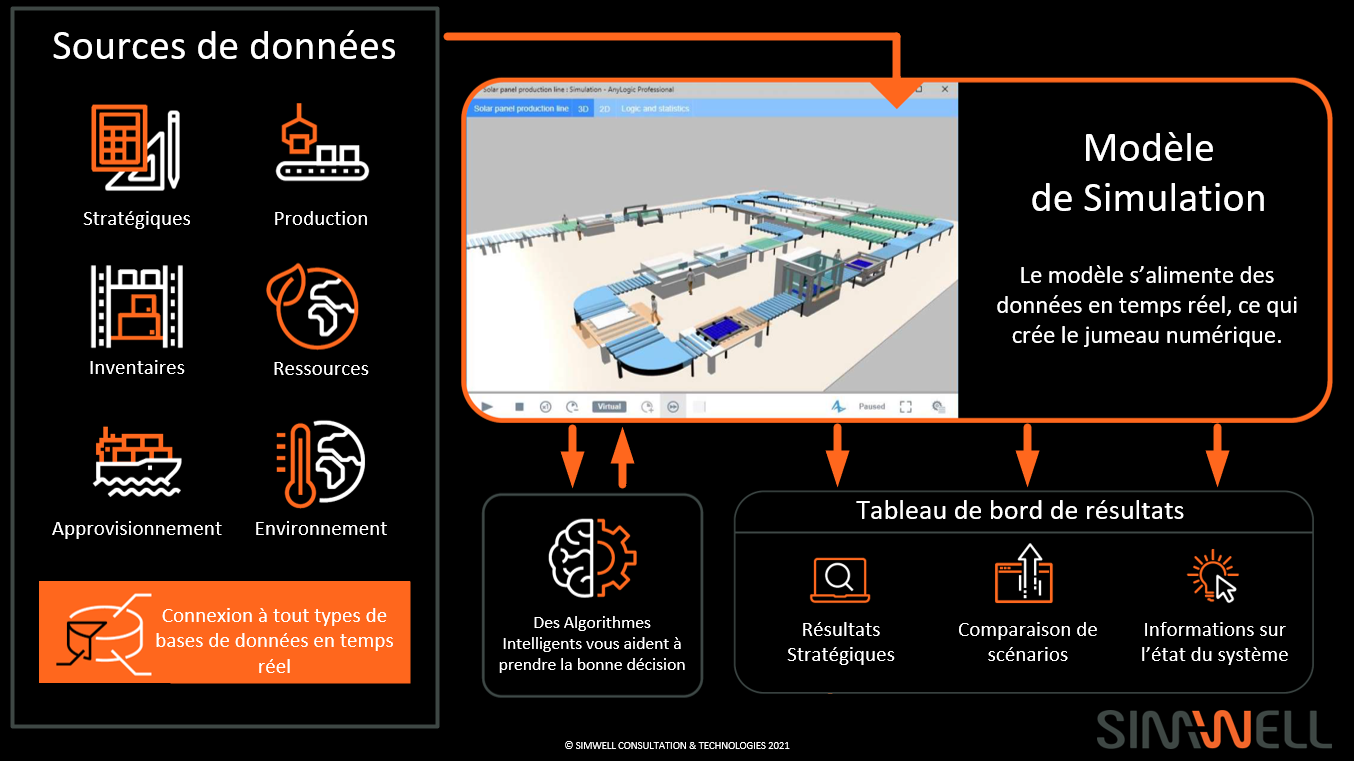 Sources de données
Stratégiques
Production
Inventaires
Ressources
Approvisionnement
Environnement
Connexion à tout types de
bases de données en temps
réel
Solar panel production line : Simulation - AnyLogic Professional
Solar panel production line 3D 2D Logic and statistics
x1
Virtual
Paused
Modèle
de Simulation
Le modèle s’alimente des
données en temps réel, ce qui
crée le jumeau numérique.
Des Algorithmes
Intelligents vous aident à
prendre la bonne décision
Tableau de bord de résultats
Résultats
Stratégiques
Comparaison de
scénarios
Informations sur
l’état du système
© SIMWELL CONSULTATION & TECHNOLOGIES 2021
SIMWELL